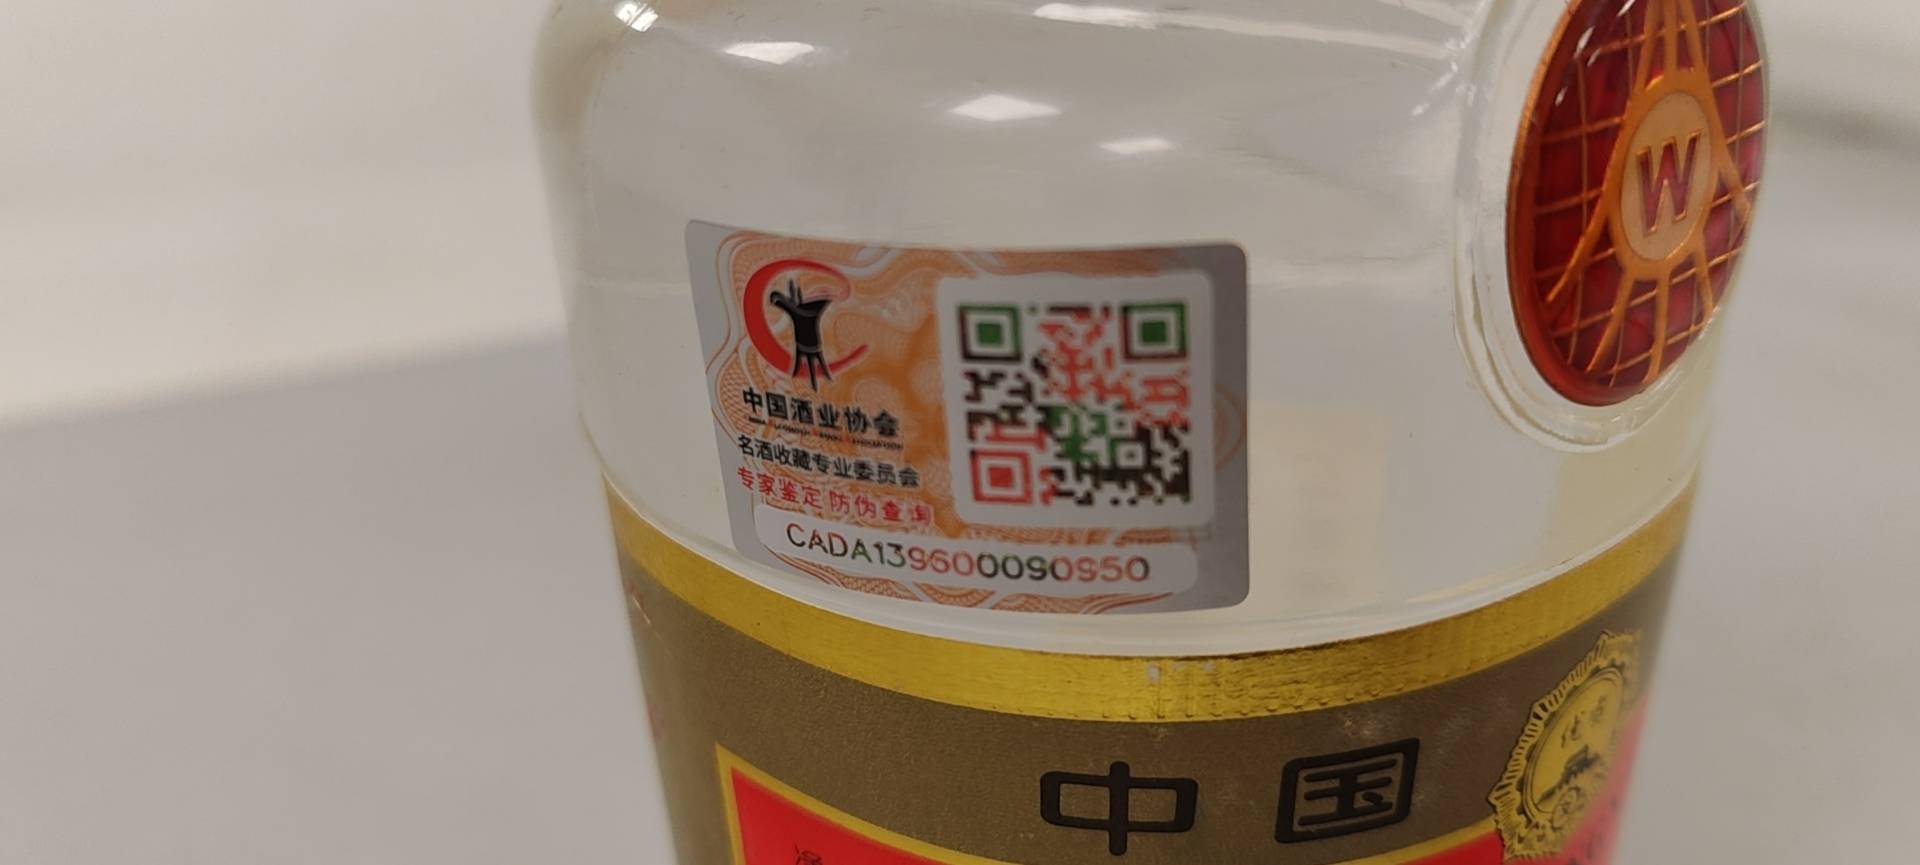 W
中国酒业协会
名酒收藏专业委员会
专家鉴定 防伪查询
CADA139600090950
中国